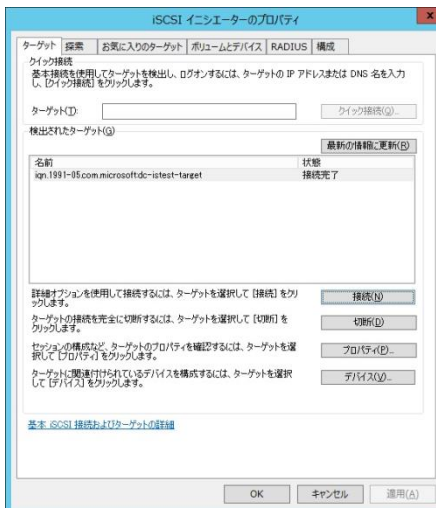 iSCSI イニシエーターのプロパティ
x
ターゲット 探索 お気に入りのターゲット ボリュームとデバイス RADIUS 構成
クイック接続
基本接続を使用してターゲットを検出し、ログオンするには、ターゲットの IP アドレスまたは DNS 名を入力
し、[クイック接続] をクリックします。
ターゲット(T): クイック接続(Q)...
検出されたターゲット(G)
最新の情報に更新(R)
名前 状態
iqn.1991-05.com.microsoft:dc-istest-target 接続完了
詳細オプションを使用して接続するには、ターゲットを選択して [接続] をクリ
ックします。
接続(N)
ターゲットの接続を完全に切断するには、ターゲットを選択して [切断] を
クリックします。
切断(D)
セッションの構成など、ターゲットのプロパティを確認するには、ターゲットを選
択して [プロパティ] をクリックします。
プロパティ(P)...
ターゲットに関連付けられているデバイスを構成するには、ターゲットを選択
して [デバイス] をクリックします。
デバイス(V)...
基本 iSCSI 接続およびターゲットの詳細
OK キャンセル 適用(A)